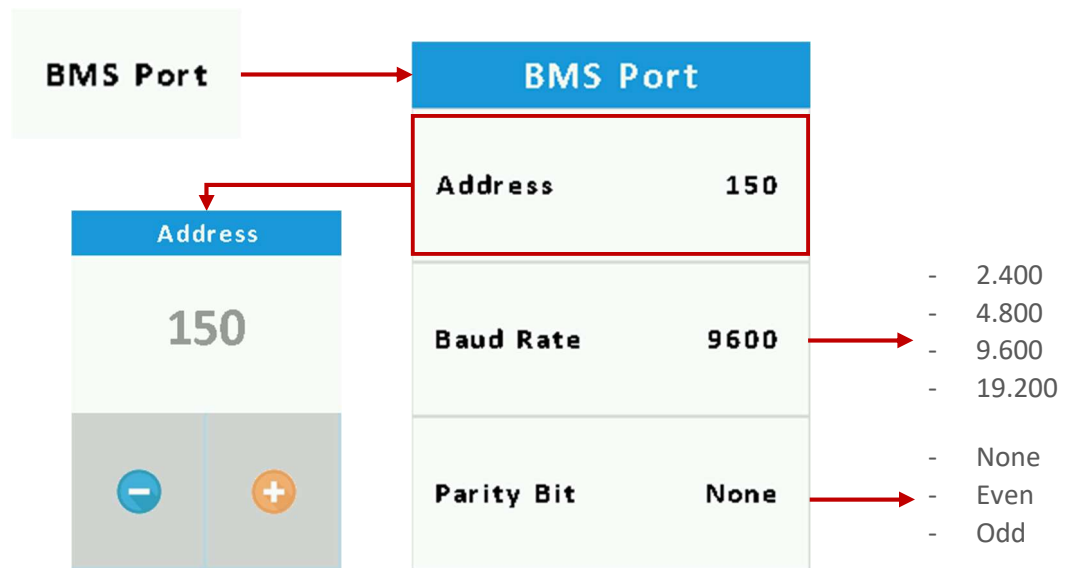 BMS Port
BMS Port
Address 150
Address
150
Baud Rate 9600
- 2.400
- 4.800
- 9.600
- 19.200
Parity Bit None
- None
- Even
- Odd